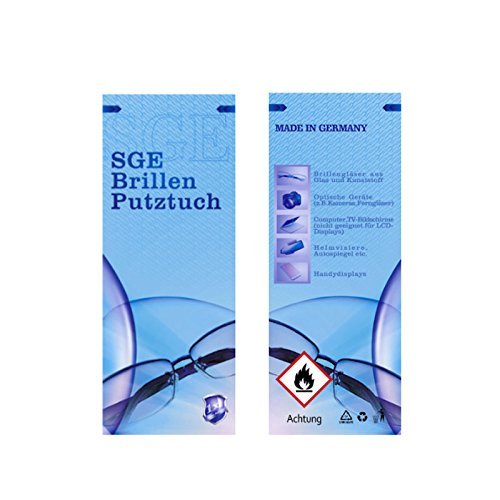 SGE
SGE
Brillen
Putztuch
MADE IN GERMANY
Brillengläser aus
Glas und Kunststoff
Optische Geräte
(z.B.Kameras,Ferngläser)
Computer,TV-Bildschirme
(nicht geeignet für LCD-
Displays)
Helmvisiere,
Autospiegel etc.
Handydisplays
Achtung